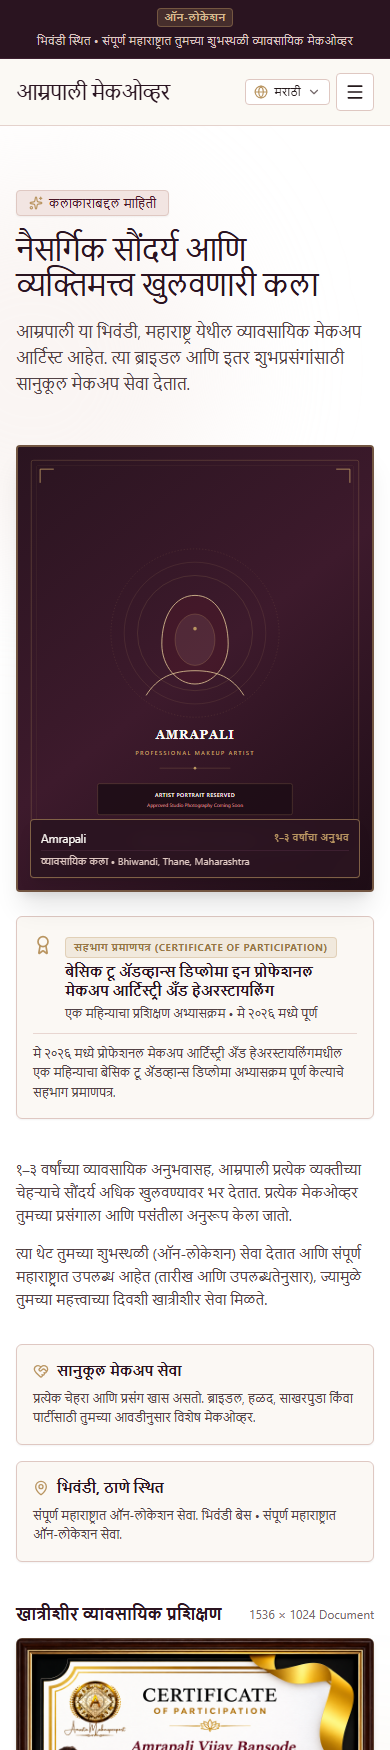 ऑन-लोकेशन
भिवंडी स्थित • संपूर्ण महाराष्ट्रात तुमच्या शुभस्थळी व्यावसायिक मेकओव्हर
आम्रपाली मेकओव्हर
मराठी
कलाकाराबद्दल माहिती
नैसर्गिक सौंदर्य आणि
व्यक्तिमत्त्व खुलवणारी कला
आम्रपाली या भिवंडी, महाराष्ट्र येथील व्यावसायिक मेकअप
आर्टिस्ट आहेत. त्या ब्राइडल आणि इतर शुभप्रसंगांसाठी
सानुकूल मेकअप सेवा देतात.
AMRAPALI
PROFESSIONAL MAKEUP ARTIST
ARTIST PORTRAIT RESERVED
Approved Studio Photography Coming Soon
Amrapali
१–३ वर्षांचा अनुभव
व्यावसायिक कला • Bhiwandi, Thane, Maharashtra
सहभाग प्रमाणपत्र (CERTIFICATE OF PARTICIPATION)
बेसिक टू ॲडव्हान्स डिप्लोमा इन प्रोफेशनल
मेकअप आर्टिस्ट्री अँड हेअरस्टायलिंग
एक महिन्याचा प्रशिक्षण अभ्यासक्रम • मे २०२६ मध्ये पूर्ण
मे २०२६ मध्ये प्रोफेशनल मेकअप आर्टिस्ट्री अँड हेअरस्टायलिंगमधील
एक महिन्याचा बेसिक टू ॲडव्हान्स डिप्लोमा अभ्यासक्रम पूर्ण केल्याचे
सहभाग प्रमाणपत्र.
१–३ वर्षांच्या व्यावसायिक अनुभवासह, आम्रपाली प्रत्येक व्यक्तीच्या
चेहऱ्याचे सौंदर्य अधिक खुलवण्यावर भर देतात. प्रत्येक मेकओव्हर
तुमच्या प्रसंगाला आणि पसंतीला अनुरूप केला जातो.
त्या थेट तुमच्या शुभस्थळी (ऑन-लोकेशन) सेवा देतात आणि संपूर्ण
महाराष्ट्रात उपलब्ध आहेत (तारीख आणि उपलब्धतेनुसार), ज्यामुळे
तुमच्या महत्त्वाच्या दिवशी खात्रीशीर सेवा मिळते.
सानुकूल मेकअप सेवा
प्रत्येक चेहरा आणि प्रसंग खास असतो. ब्राइडल, हळद, साखरपुडा किंवा
पार्टीसाठी तुमच्या आवडीनुसार विशेष मेकओव्हर.
भिवंडी, ठाणे स्थित
संपूर्ण महाराष्ट्रात ऑन-लोकेशन सेवा. भिवंडी बेस • संपूर्ण महाराष्ट्रात
ऑन-लोकेशन सेवा.
खात्रीशीर व्यावसायिक प्रशिक्षण
1536 × 1024 Document
CERTIFICATE
OF PARTICIPATION
Amrapali Vijay Bansode